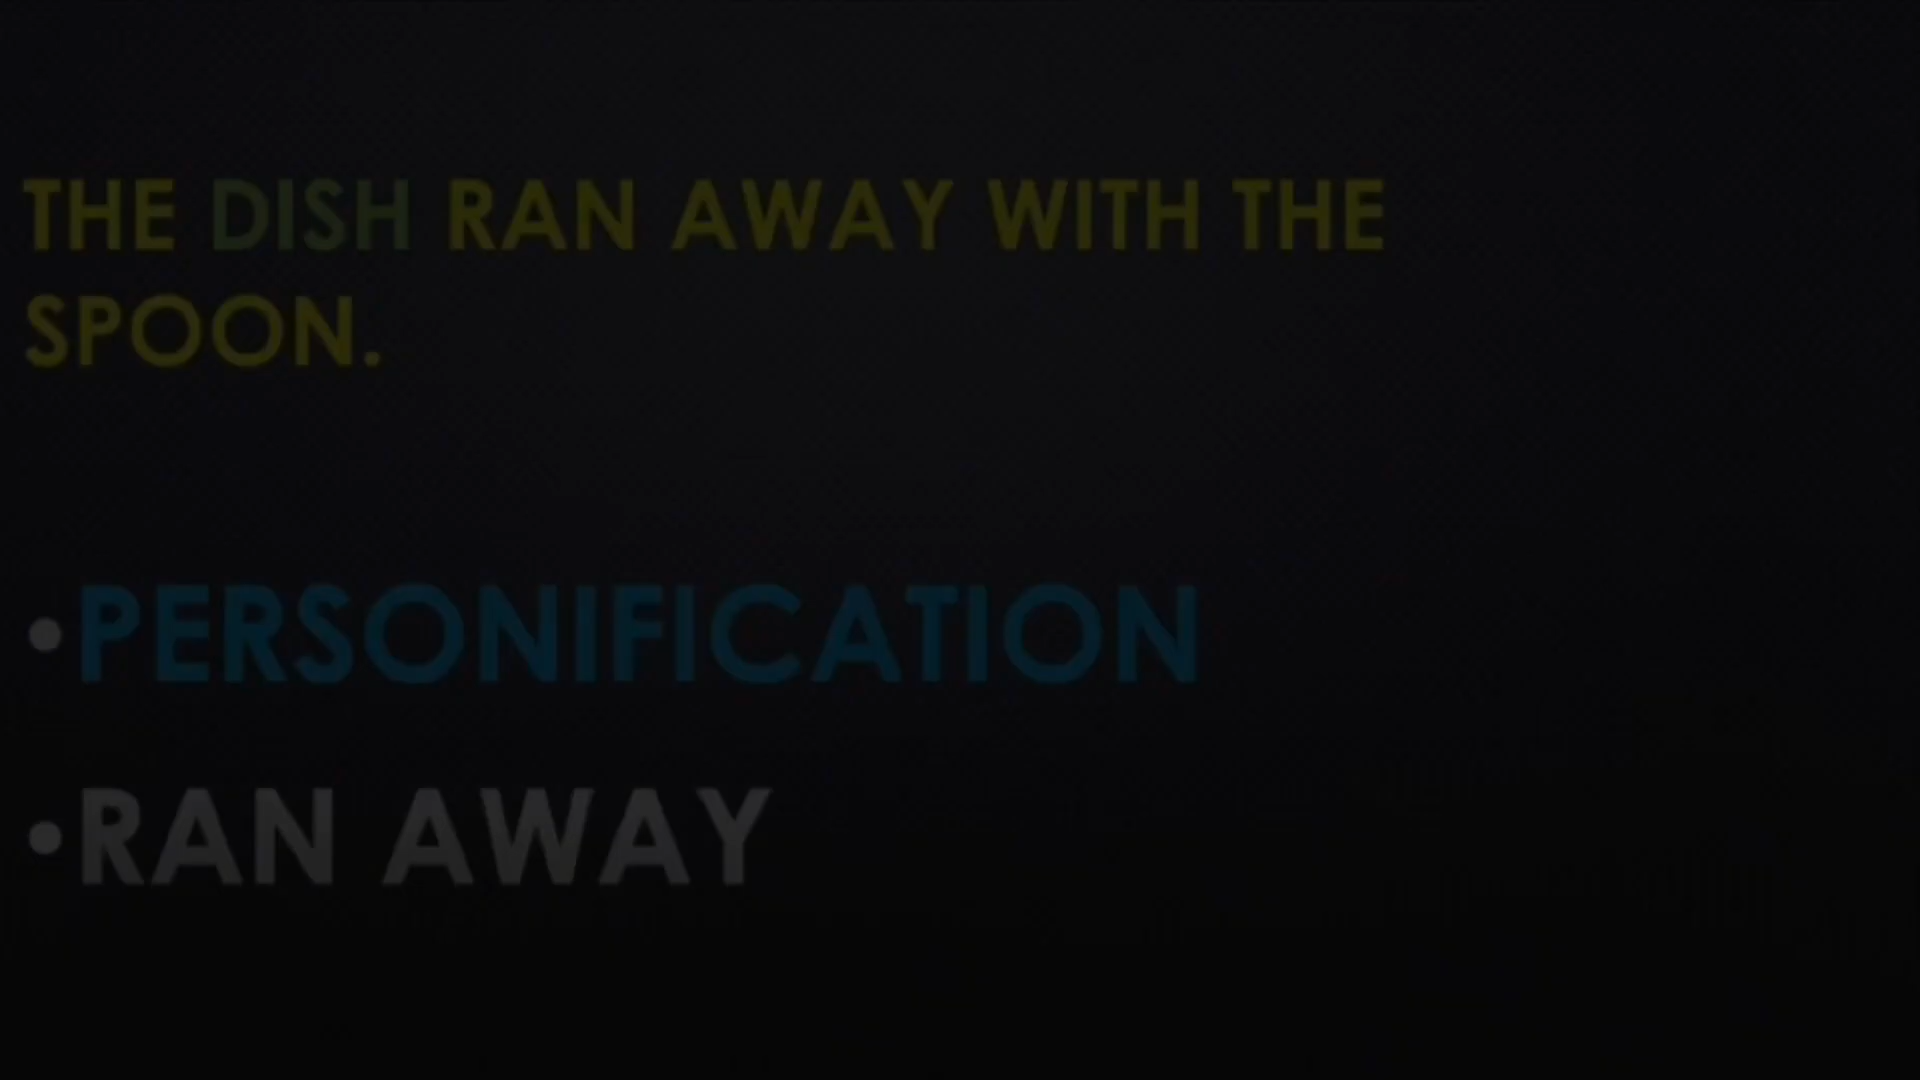 THE DISH RAN AWAY WITH THE
SPOON.
•PERSONIFICATION
•RAN AWAY